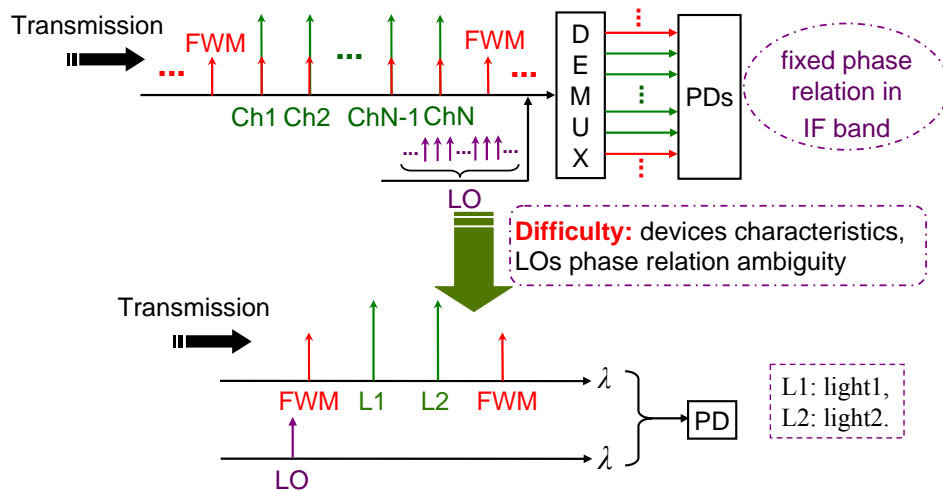 Transmission
FWM
FWM
...
...
...
Ch1 Ch2 ChN-1 ChN
... ... ...
LO
D
E
M
U
X
...
...
...
PDs
fixed phase
relation in
IF band
Difficulty: devices characteristics,
LOs phase relation ambiguity
Transmission
FWM L1 L2 FWM
λ
LO
λ
PD
L1: light1,
L2: light2.